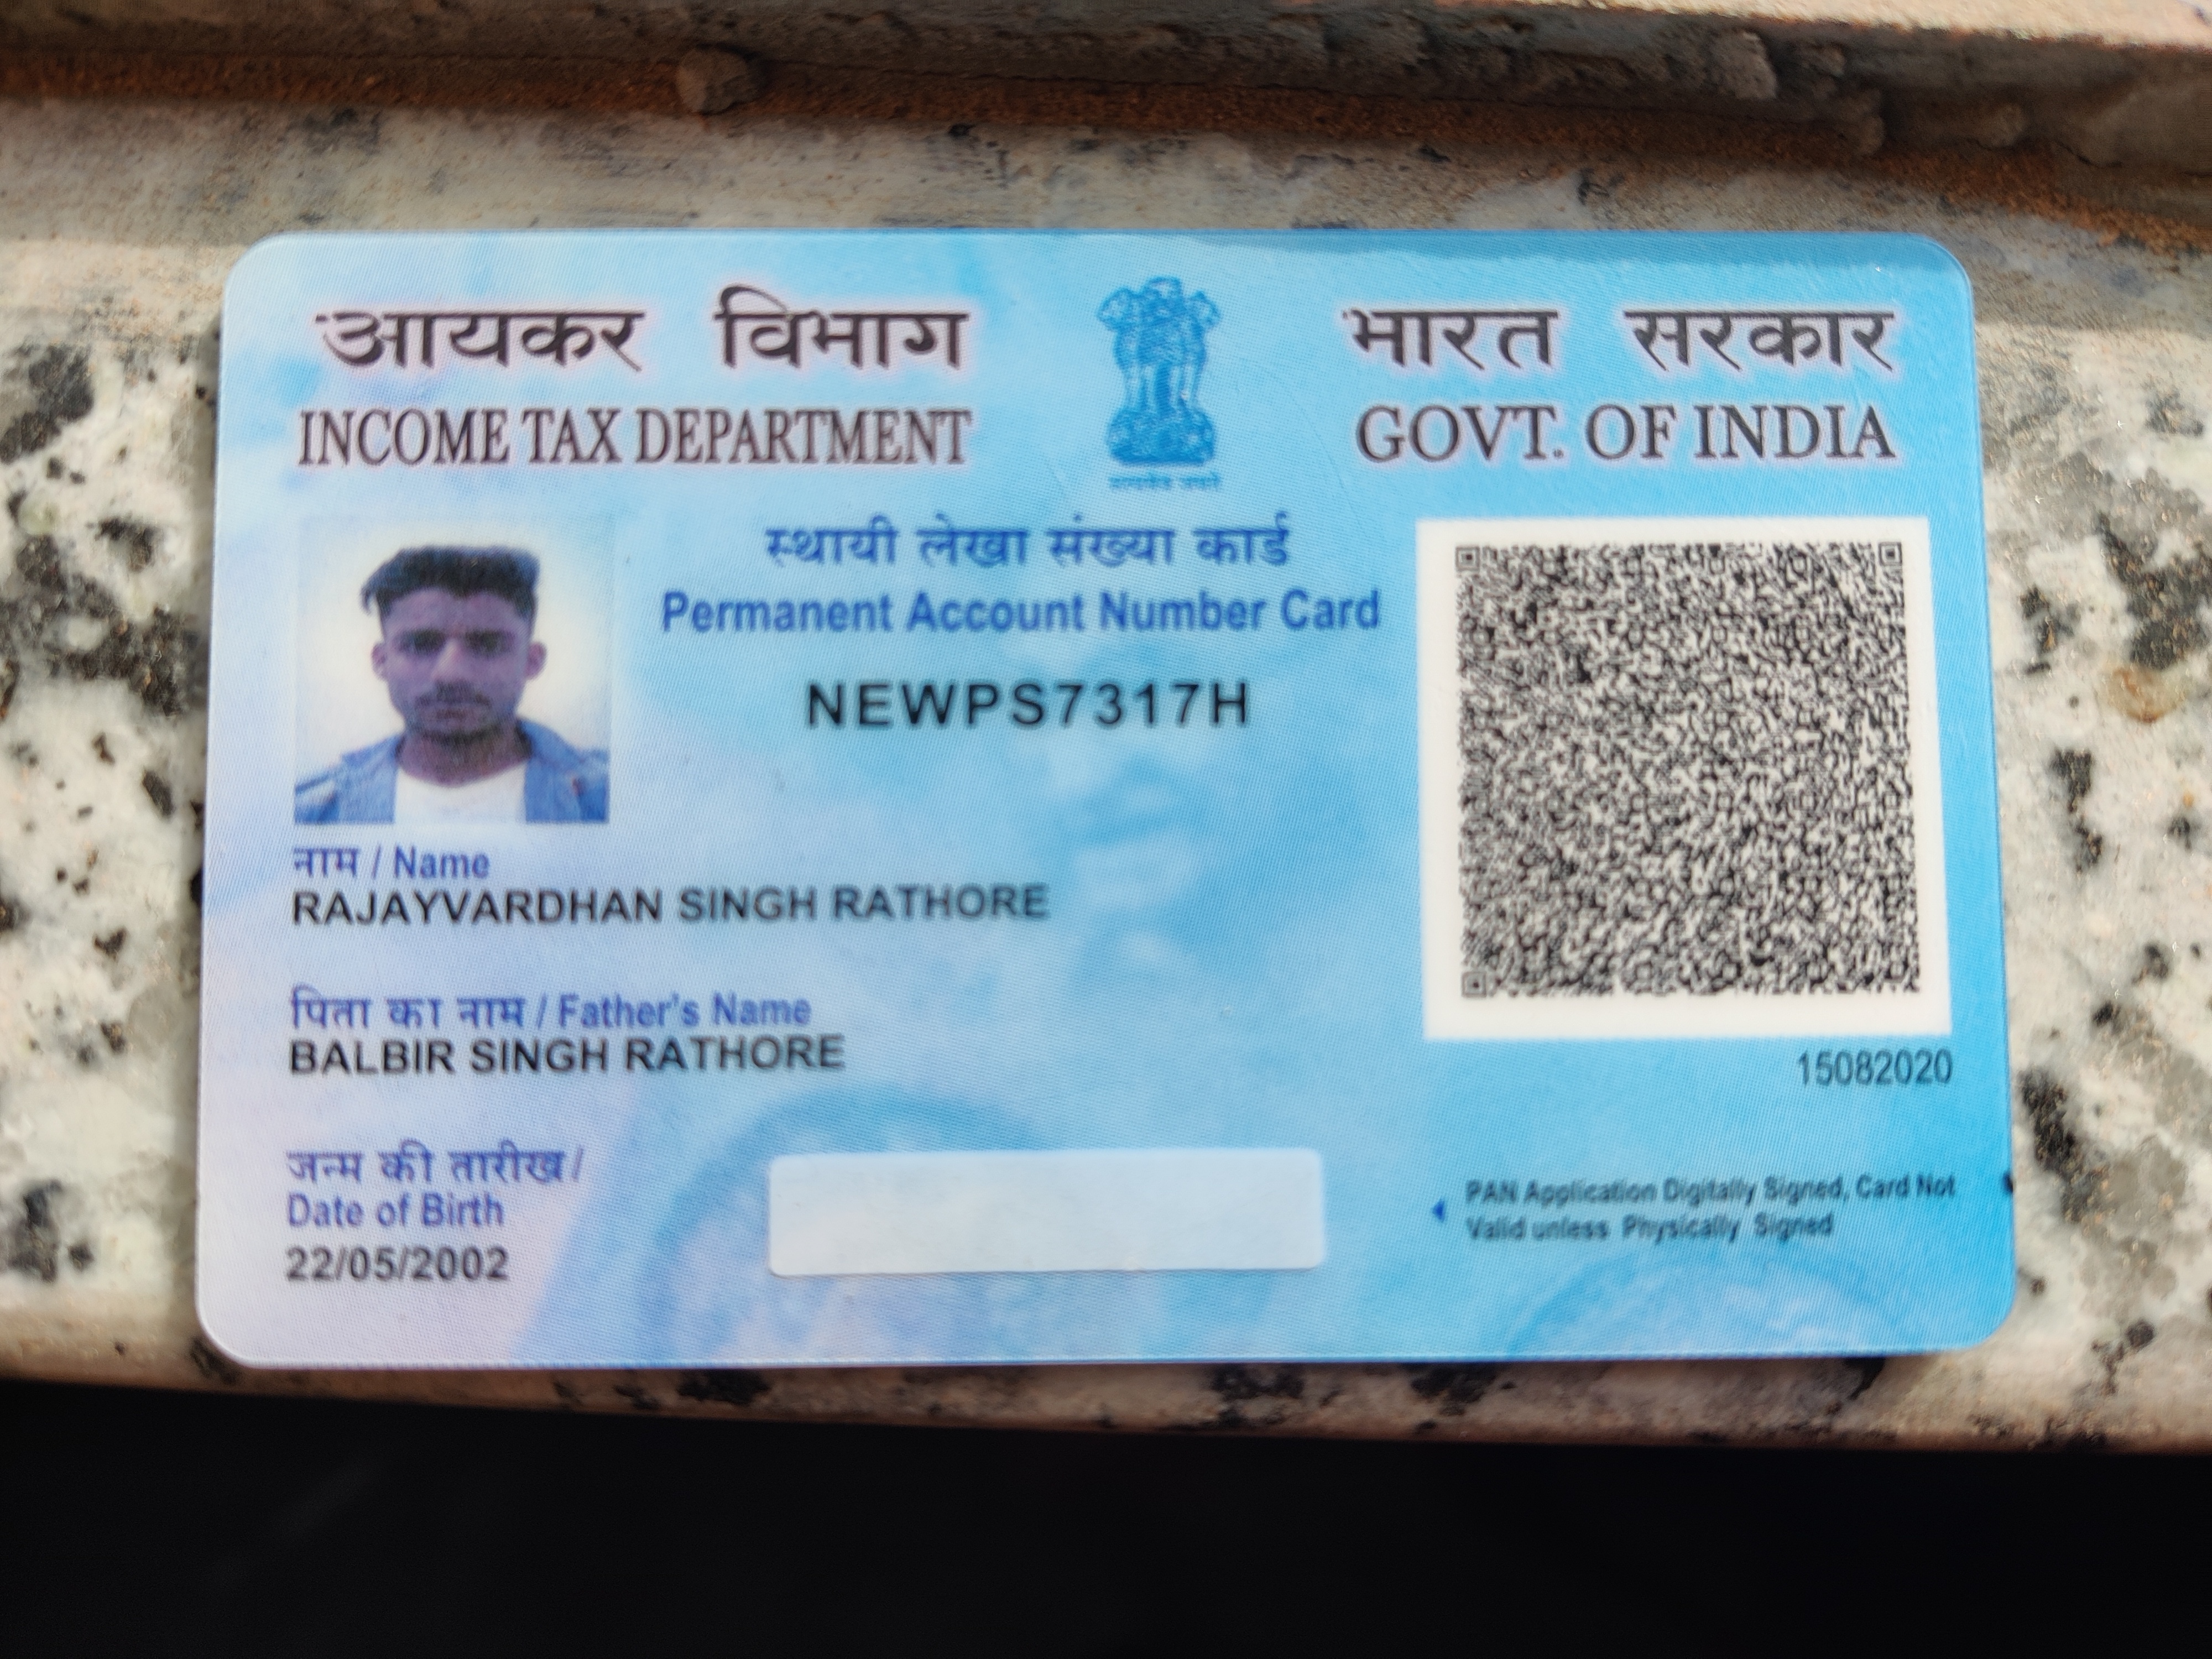 आयकर विभाग
INCOME TAX DEPARTMENT
भारत सरकार
GOVT. OF INDIA
सत्यमेव जयते
स्थायी लेखा संख्या कार्ड
Permanent Account Number Card
NEWPS7317H
नाम / Name
RAJAYVARDHAN SINGH RATHORE
पिता का नाम / Father's Name
BALBIR SINGH RATHORE
जन्म की तारीख/
Date of Birth
22/05/2002
15082020
PAN Application Digitally Signed, Card Not
Valid unless Physically Signed